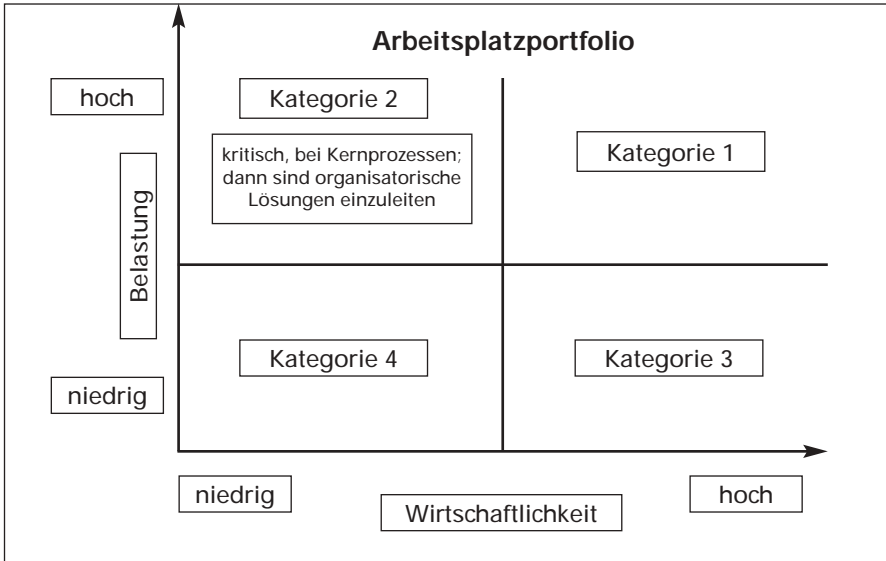 Arbeitsplatzportfolio
hoch
Kategorie 2
kritisch, bei Kernprozessen;
dann sind organisatorische
Lösungen einzuleiten
Kategorie 1
Belastung
Kategorie 4
Kategorie 3
niedrig
niedrig
Wirtschaftlichkeit
hoch